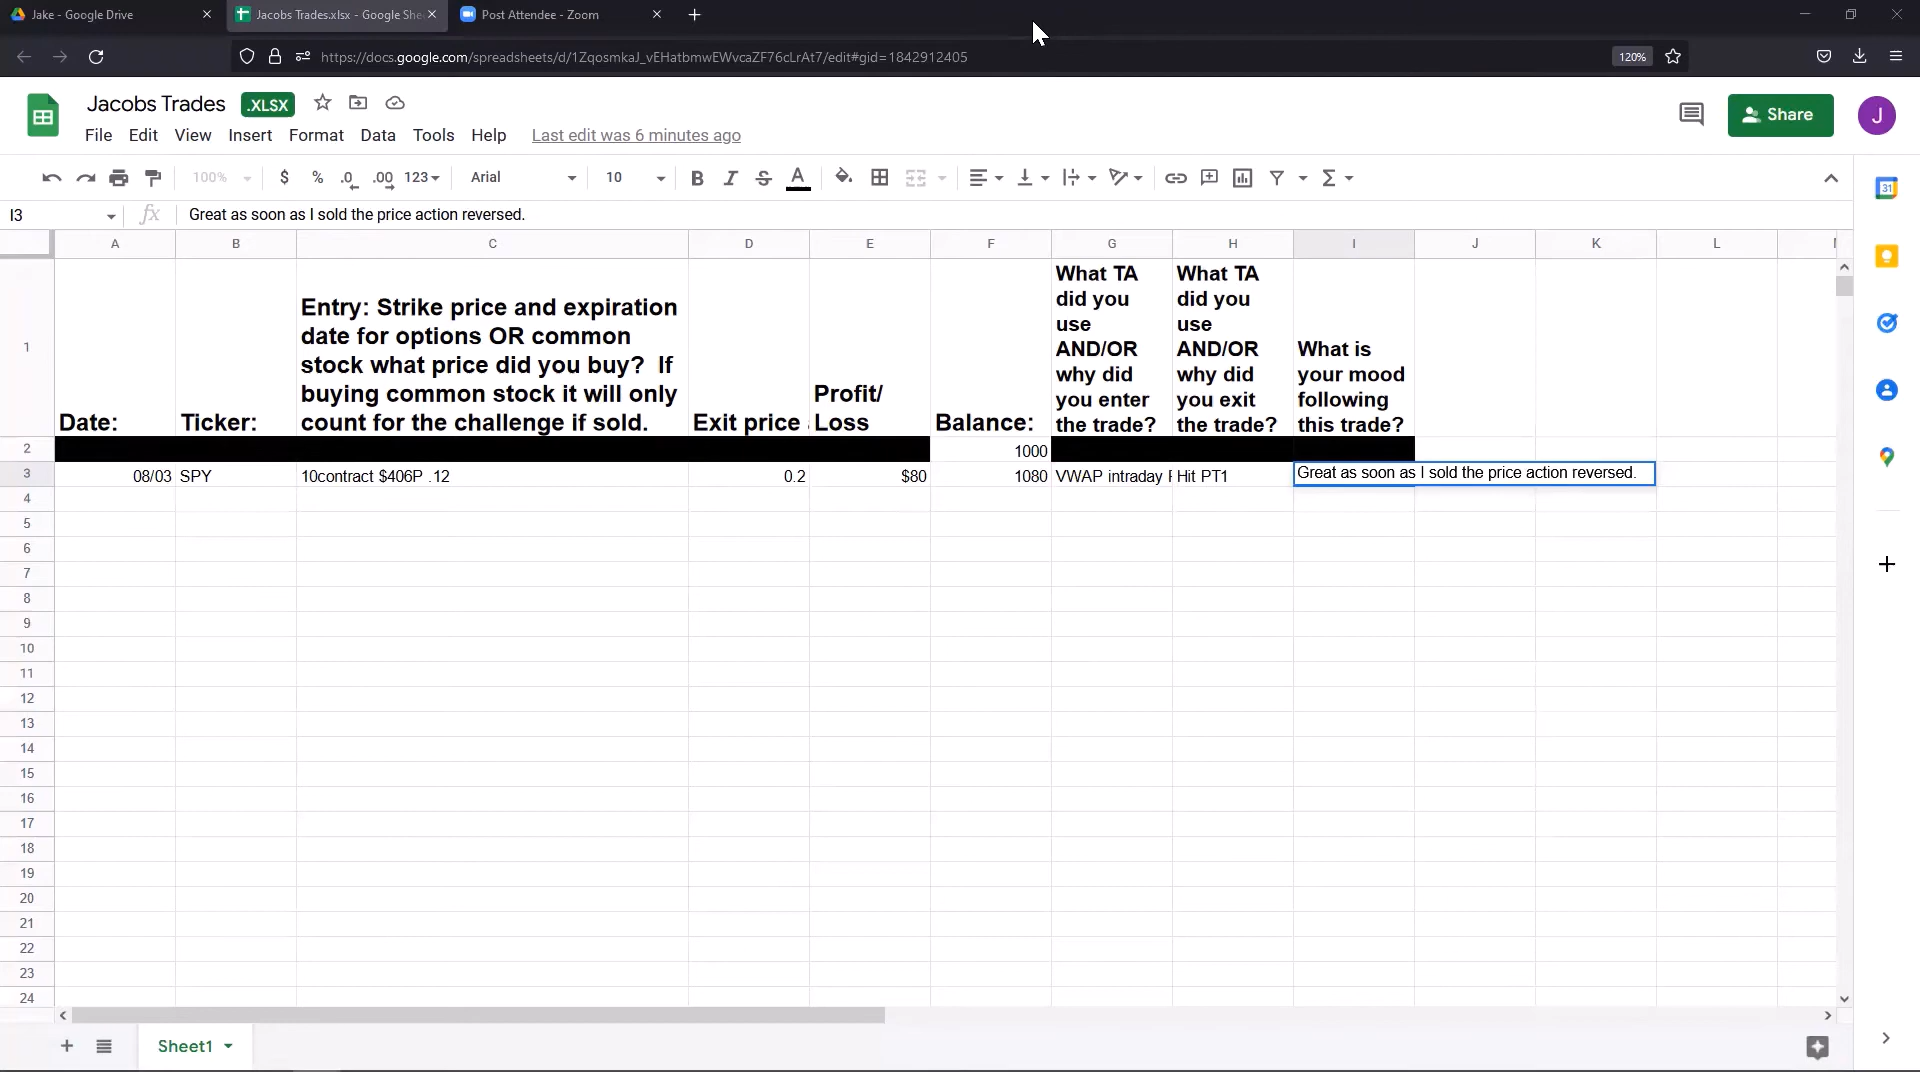 Jake - Google Drive
Jacobs Trades.xlsx - Google She
Post Attendee - Zoom
https://docs.google.com/spreadsheets/d/1ZqosmkaJ_vEHatbmwEWvcaZF76cLrAt7/edit#gid=1842912405
120%
Jacobs Trades .XLSX
Share
J
File Edit View Insert Format Data Tools Help Last edit was 6 minutes ago
100% $ % .0 .00 123 Arial 10 B I S A Σ
31
I3 fx Great as soon as I sold the price action reversed.
A B C D E F G H I J K L
1
Date:
Ticker:
Entry: Strike price and expiration
date for options OR common
stock what price did you buy? If
buying common stock it will only
count for the challenge if sold.
Exit price
Profit/
Loss
Balance:
What TA
did you
use
AND/OR
why did
you enter
the trade?
What TA
did you
use
AND/OR
why did
you exit
the trade?
What is
your mood
following
this trade?
2 1000
3 08/03 SPY 10contract $406P .12 0.2 $80 1080 VWAP intraday Hit PT1 Great as soon as I sold the price action reversed.
4
5
6
7
8
9
10
11
12
13
14
15
16
17
18
19
20
21
22
23
24
Sheet1